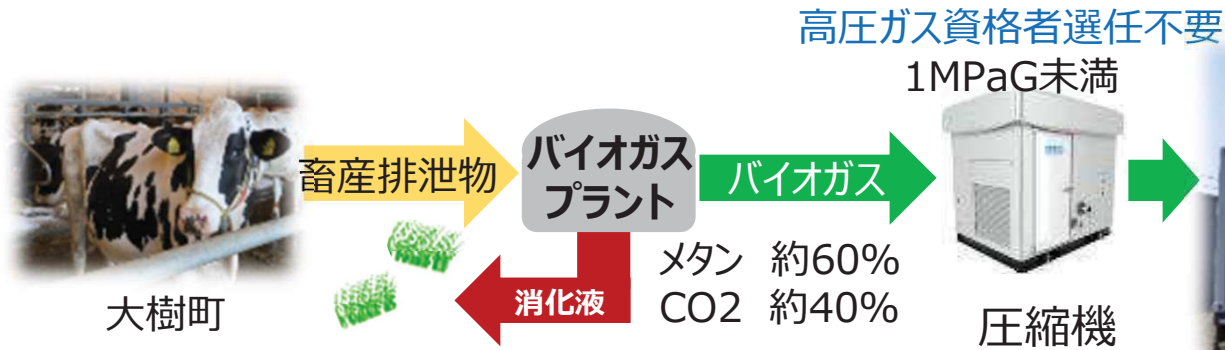 高圧ガス資格者選任不要
1MPaG未満
畜産排泄物
バイオガス
プラント
バイオガス
メタン 約60%
CO2 約40%
消化液
大樹町
圧縮機